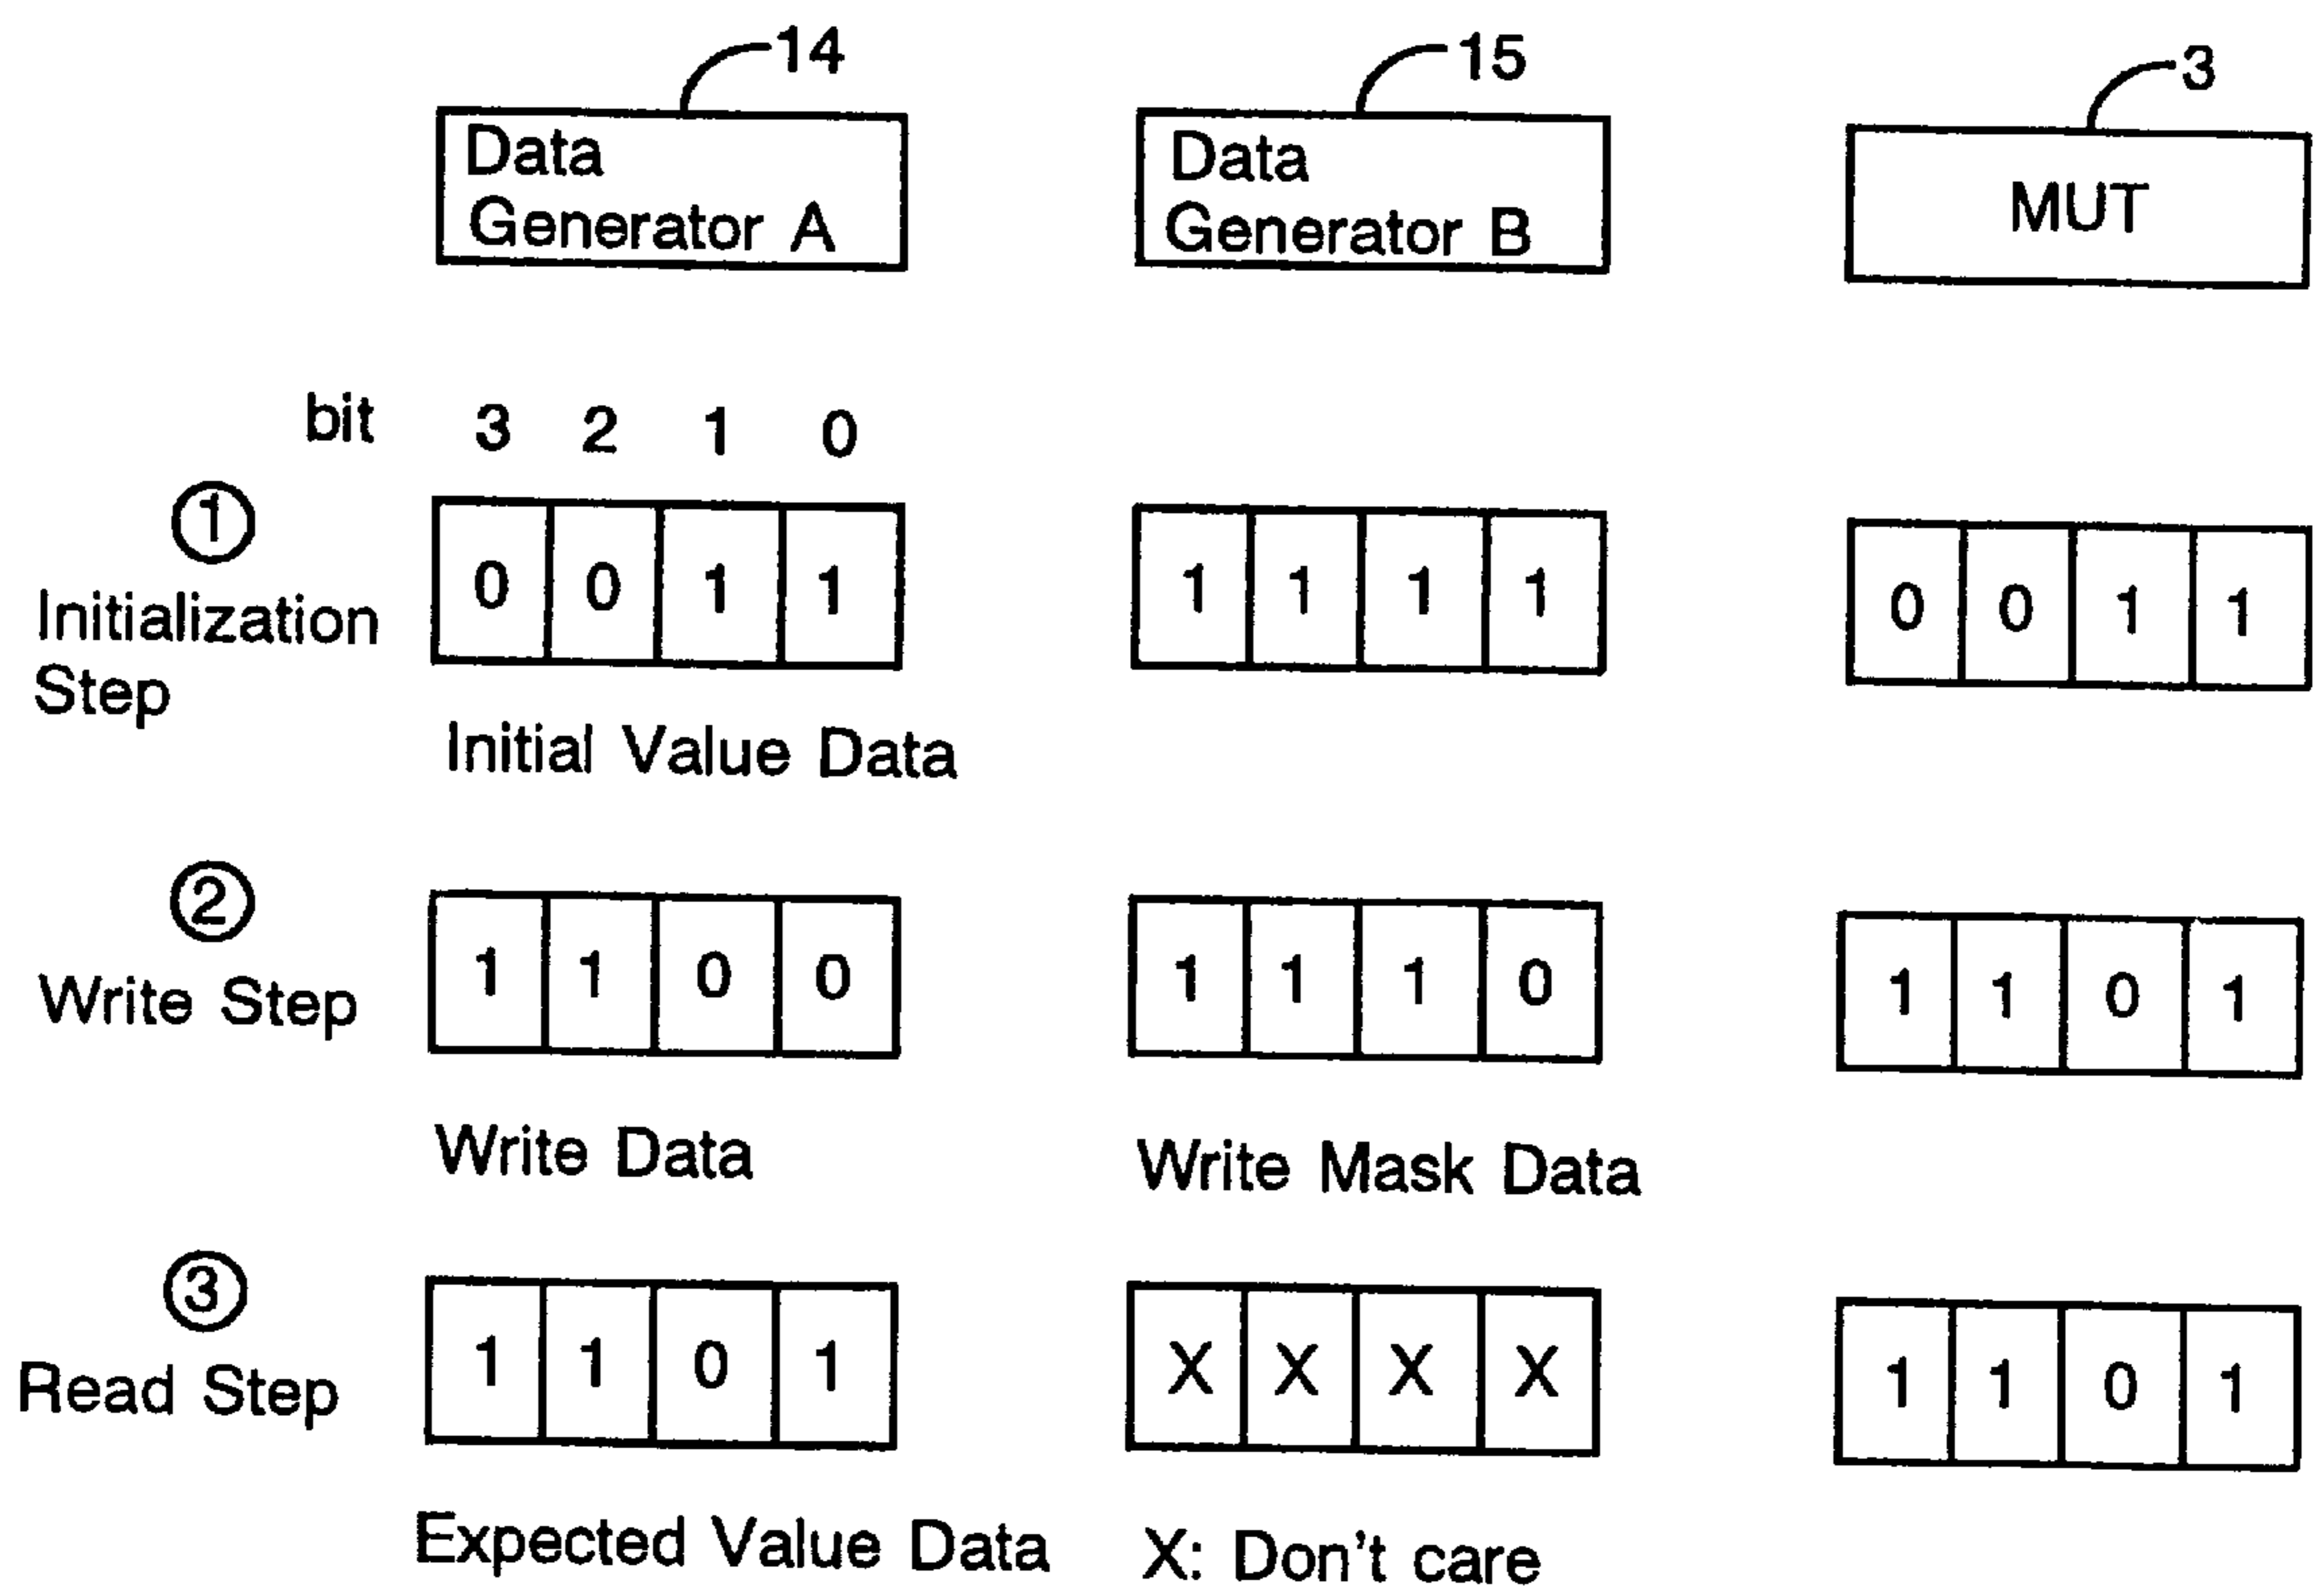 14 15 3
Data Data
Generator A Generator B MUT
bit 3 2 1 0
1
0 0 1 1 1 1 1 1 0 0 1 1
Initialization
Step
Initial Value Data
2
1 1 0 0 1 1 1 0 1 1 0 1
Write Step
Write Data Write Mask Data
3
1 1 0 1 X X X X 1 1 0 1
Read Step
Expected Value Data X: Don't care